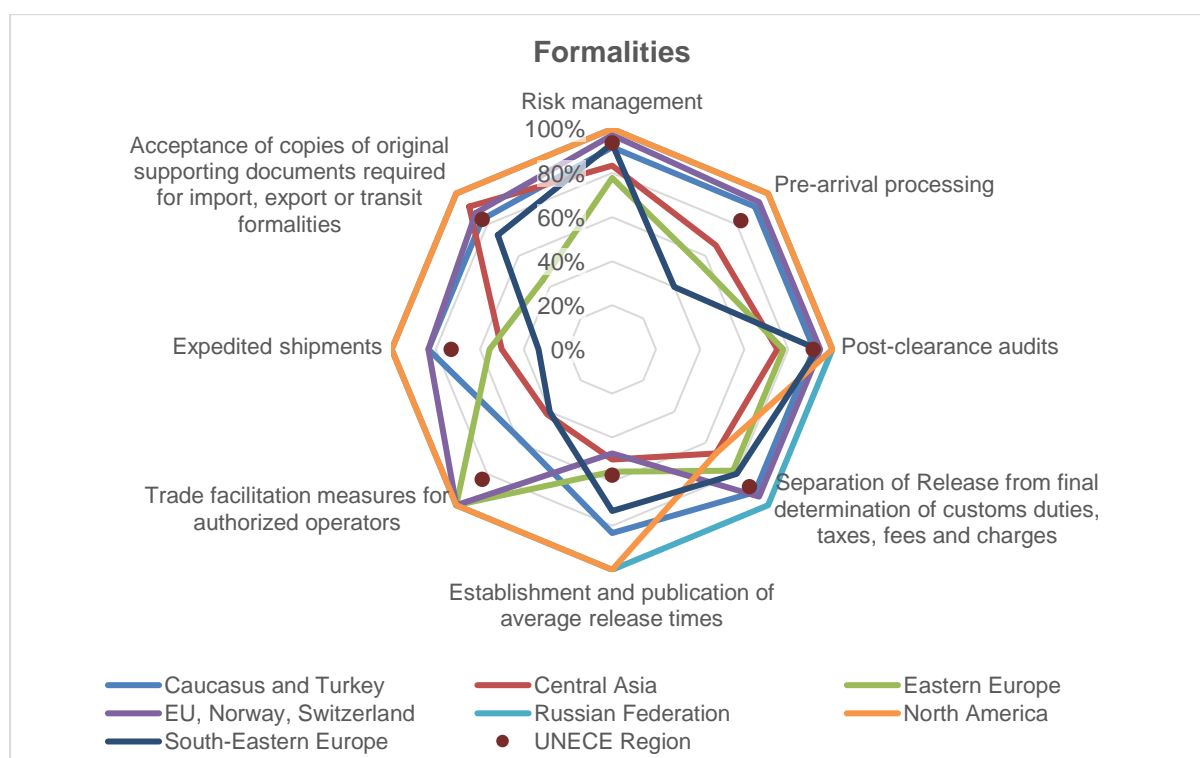 Formalities
Risk management
100%
80%
60%
40%
20%
0%
Pre-arrival processing
Post-clearance audits
Separation of Release from final
determination of customs duties,
taxes, fees and charges
Establishment and publication of
average release times
Trade facilitation measures for
authorized operators
Expedited shipments
Acceptance of copies of original
supporting documents required
for import, export or transit
formalities
Caucasus and Turkey
Central Asia
Eastern Europe
EU, Norway, Switzerland
Russian Federation
North America
South-Eastern Europe
UNECE Region